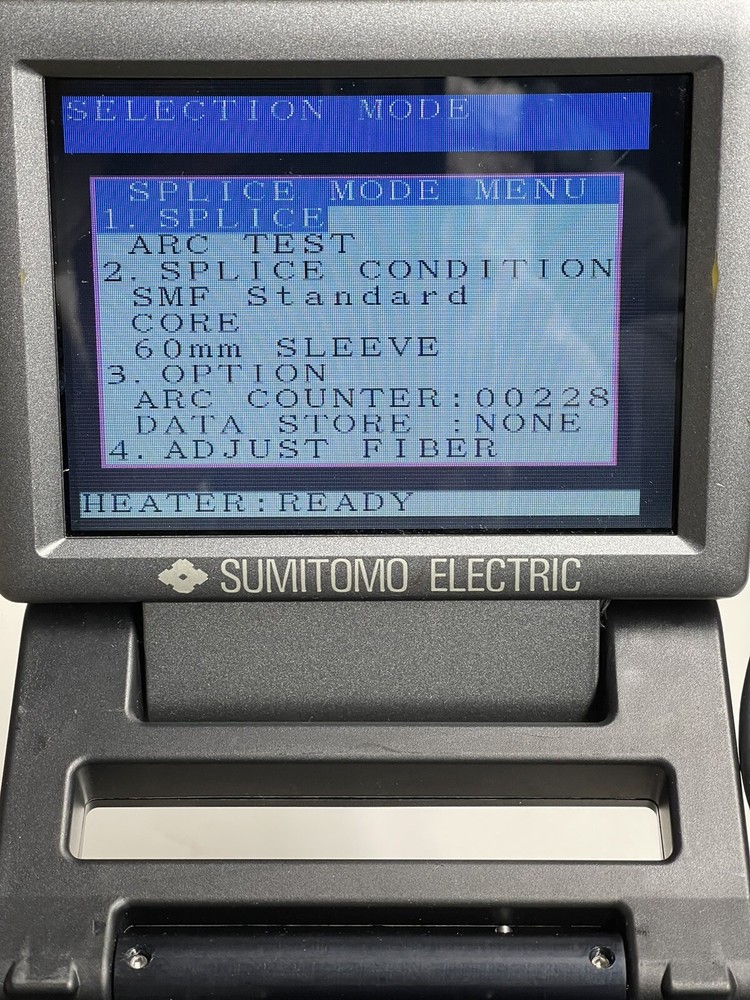 SELECTION MODE
SPLICE MODE MENU
1. SPLICE
ARC TEST
2. SPLICE CONDITION
SMF Standard
CORE
60mm SLEEVE
3. OPTION
ARC COUNTER:00228
DATA STORE :NONE
4. ADJUST FIBER
HEATER:READY
SUMITOMO ELECTRIC